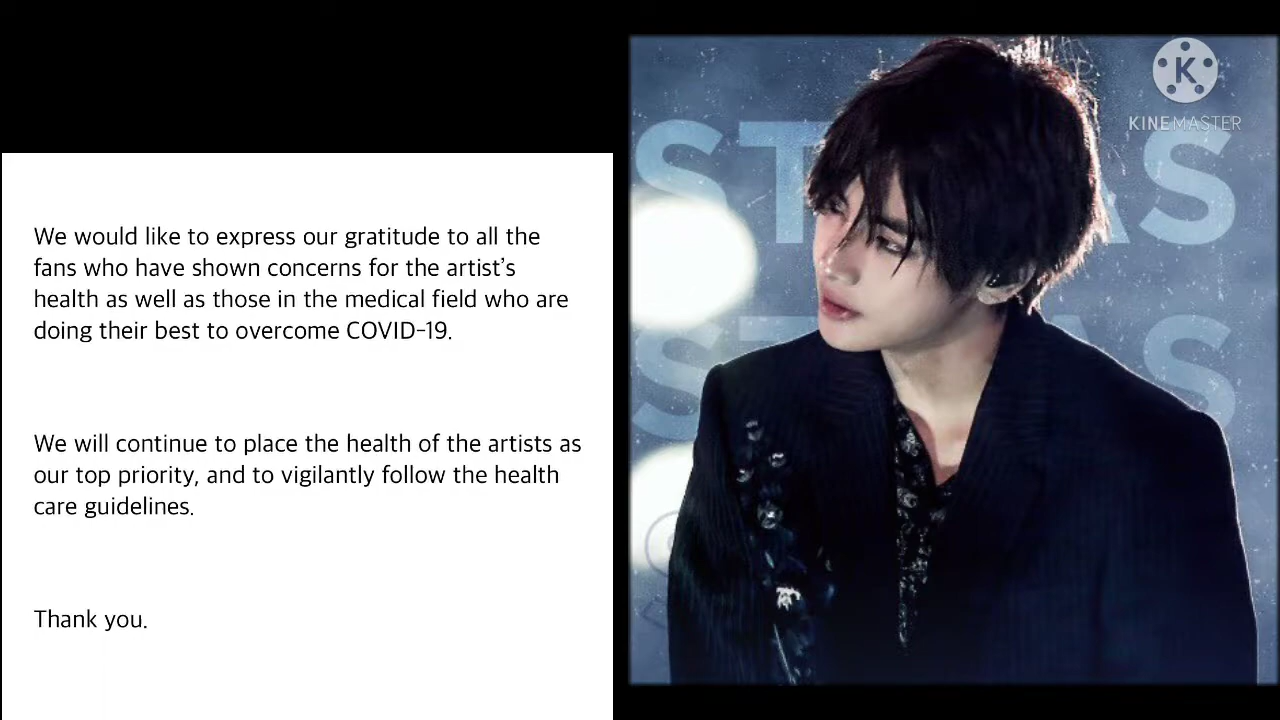 We would like to express our gratitude to all the
fans who have shown concerns for the artist's
health as well as those in the medical field who are
doing their best to overcome COVID-19.
We will continue to place the health of the artists as
our top priority, and to vigilantly follow the health
care guidelines.
Thank you.
K
KINEMASTER